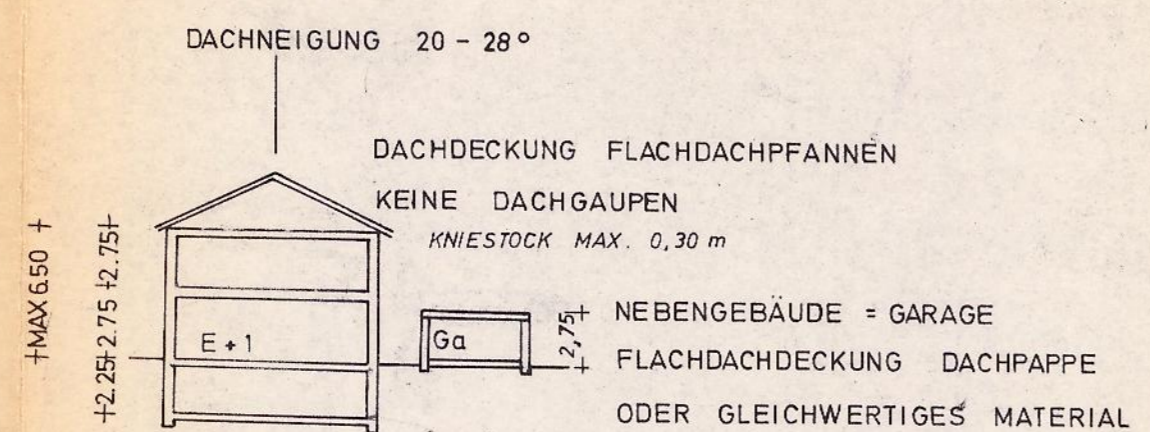 DACHNEIGUNG 20 - 28°
DACHDECKUNG FLACHDACHPFANNEN
KEINE DACHGAUPEN
KNIESTOCK MAX. 0,30 m
MAX 6.50
2.25 2.75 2.75
E + 1
Ga
2,75
NEBENGEBÄUDE = GARAGE
FLACHDACHDECKUNG DACHPAPPE
ODER GLEICHWERTIGES MATERIAL